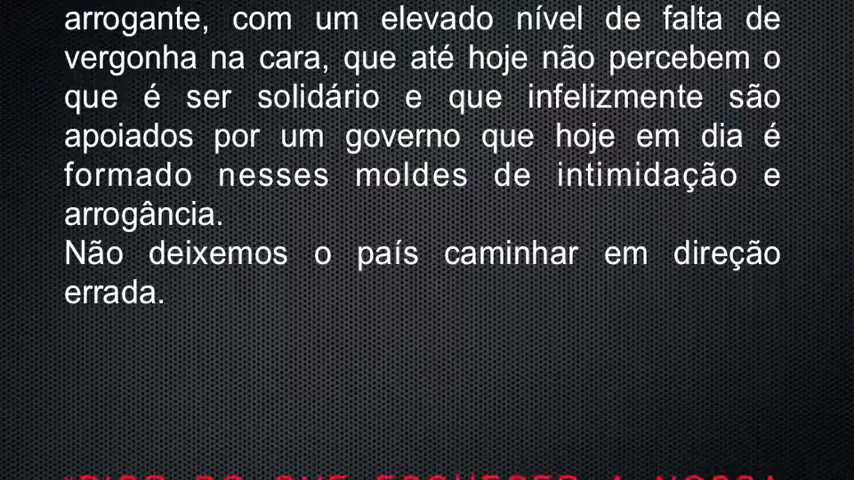 arrogante, com um elevado nível de falta de
vergonha na cara, que até hoje não percebem o
que é ser solidário e que infelizmente são
apoiados por um governo que hoje em dia é
formado nesses moldes de intimidação e
arrogância.
Não deixemos o país caminhar em direção
errada.